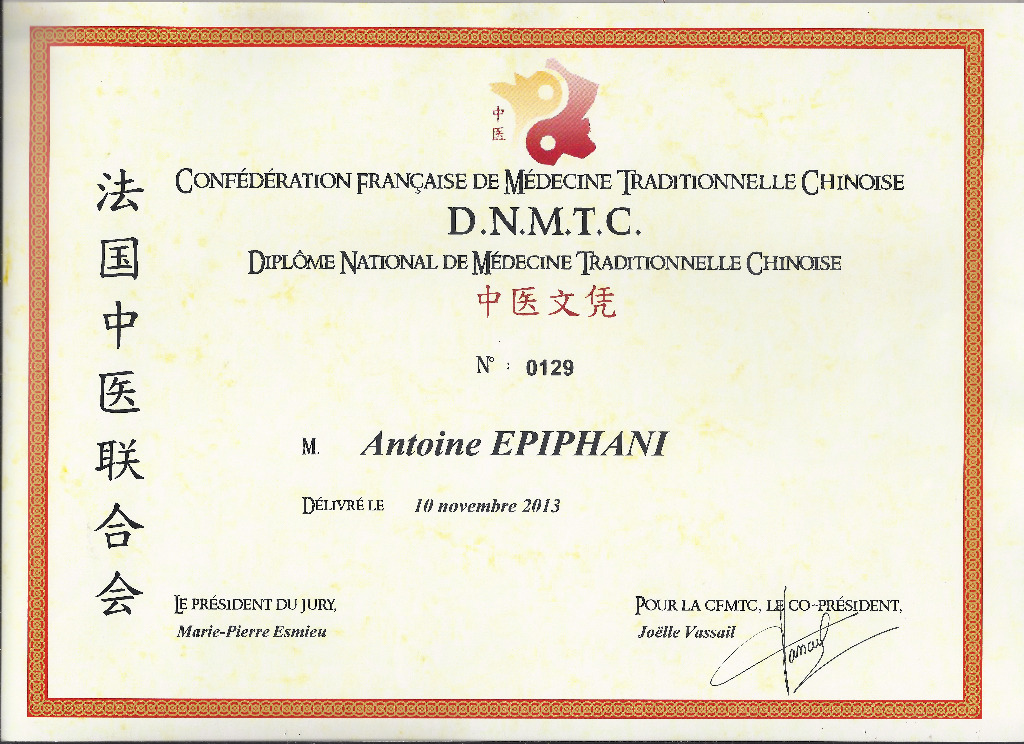 中
医
法
国
中
医
联
合
会
CONFÉDÉRATION FRANÇAISE DE MÉDECINE TRADITIONNELLE CHINOISE
D.N.M.T.C.
DIPLÔME NATIONAL DE MÉDECINE TRADITIONNELLE CHINOISE
中医文凭
N° : 0129
M. Antoine EPIPHANI
DÉLIVRÉ LE 10 novembre 2013
LE PRÉSIDENT DU JURY,
Marie-Pierre Esmieu
POUR LA CFMTC, LE CO-PRÉSIDENT,
Joëlle Vassail